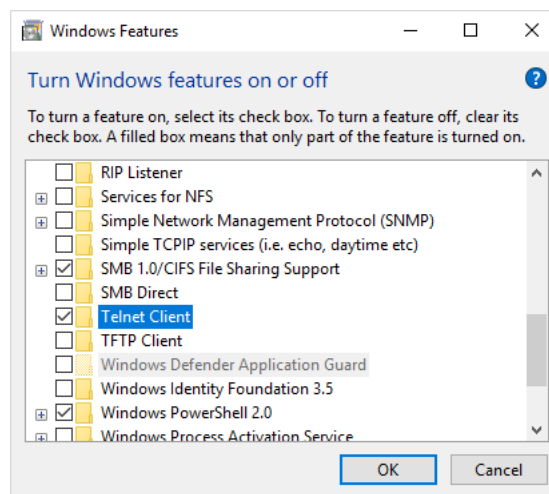 Windows Features
Turn Windows features on or off
To turn a feature on, select its check box. To turn a feature off, clear its
check box. A filled box means that only part of the feature is turned on.
RIP Listener
Services for NFS
Simple Network Management Protocol (SNMP)
Simple TCPIP services (i.e. echo, daytime etc)
SMB 1.0/CIFS File Sharing Support
SMB Direct
Telnet Client
TFTP Client
Windows Defender Application Guard
Windows Identity Foundation 3.5
Windows PowerShell 2.0
Windows Process Activation Service
OK
Cancel